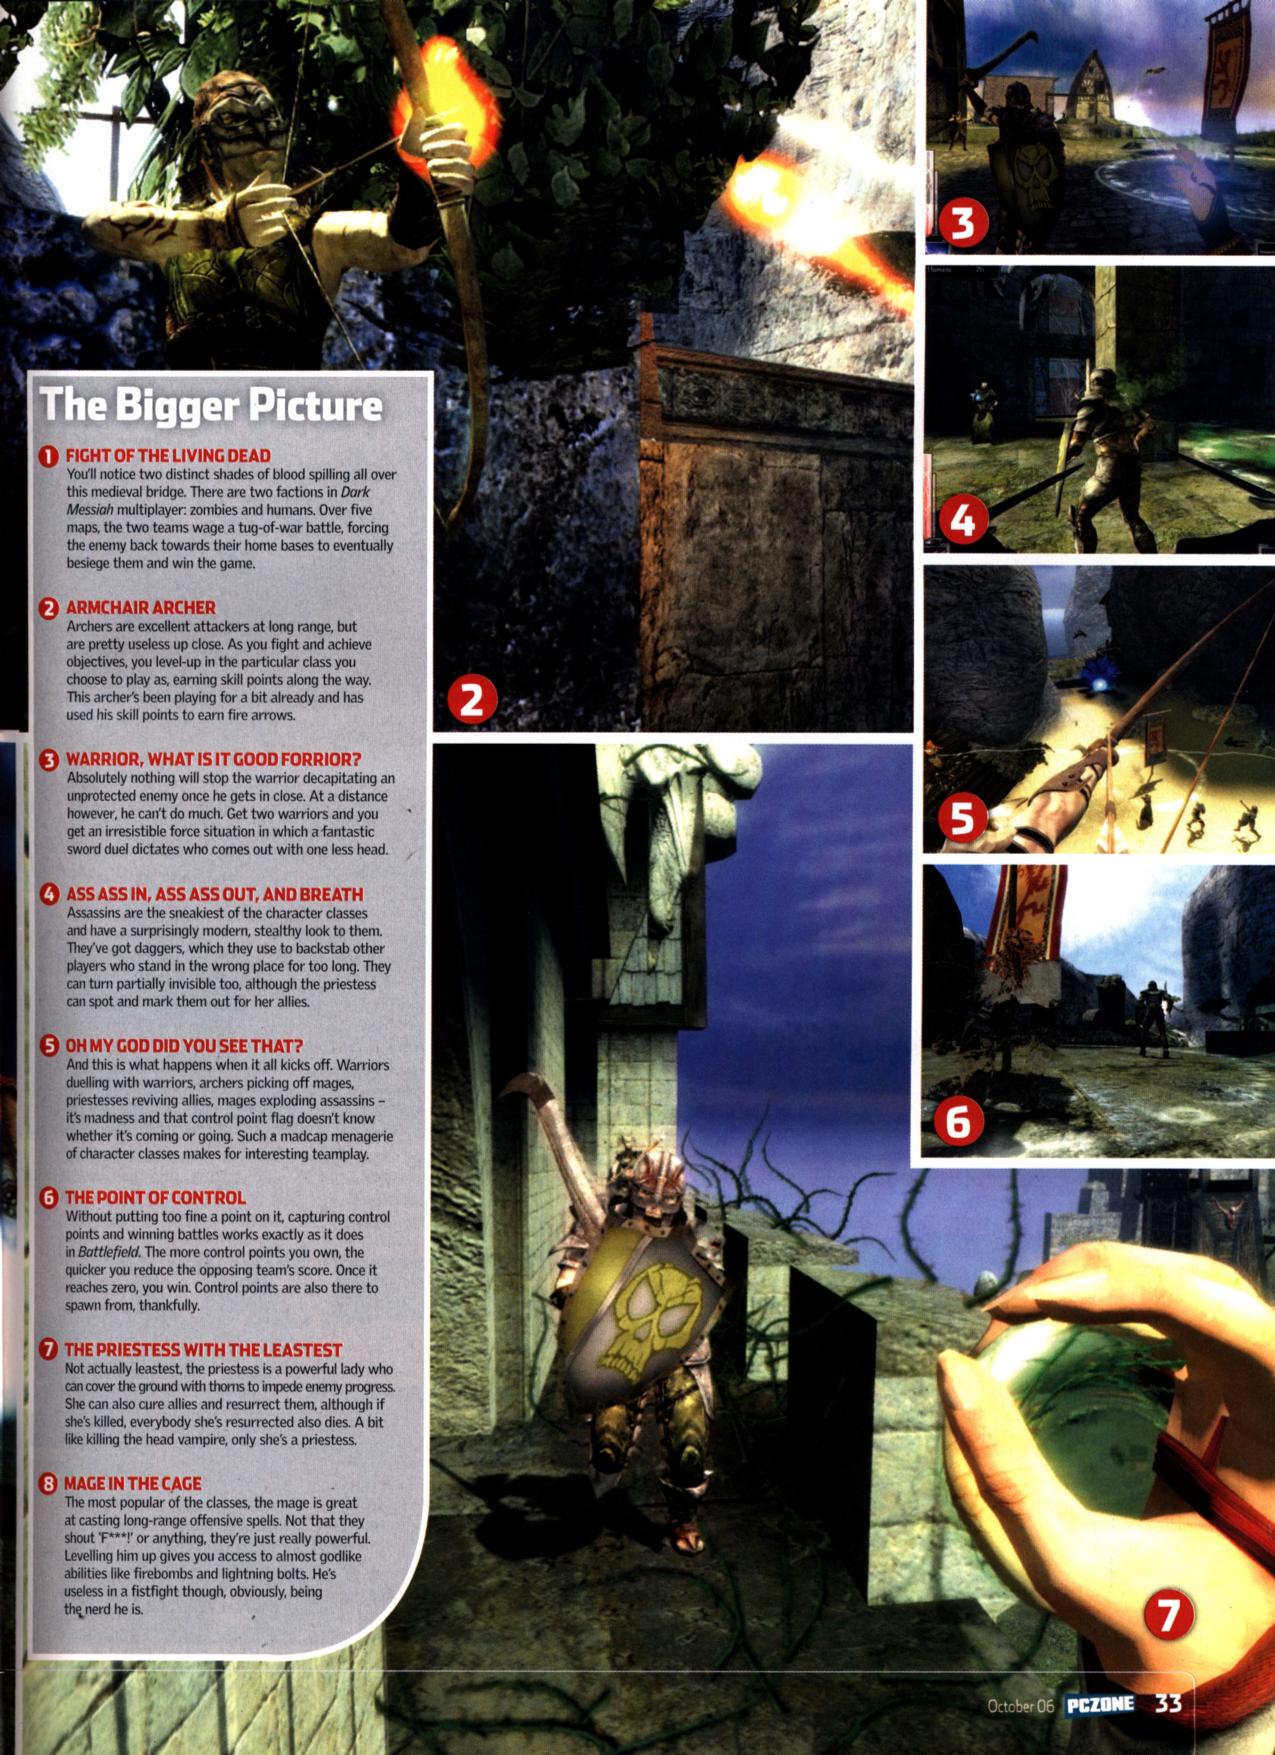 The Bigger Picture
1 FIGHT OF THE LIVING DEAD
You'll notice two distinct shades of blood spilling all over
this medieval bridge. There are two factions in Dark
Messiah multiplayer: zombies and humans. Over five
maps, the two teams wage a tug-of-war battle, forcing
the enemy back towards their home bases to eventually
besiege them and win the game.
2 ARMCHAIR ARCHER
Archers are excellent attackers at long range, but
are pretty useless up close. As you fight and achieve
objectives, you level-up in the particular class you
choose to play as, earning skill points along the way.
This archer's been playing for a bit already and has
used his skill points to earn fire arrows.
3 WARRIOR, WHAT IS IT GOOD FORRIOR?
Absolutely nothing will stop the warrior decapitating an
unprotected enemy once he gets in close. At a distance
however, he can't do much. Get two warriors and you
get an irresistible force situation in which a fantastic
sword duel dictates who comes out with one less head.
4 ASS ASS IN, ASS ASS OUT, AND BREATH
Assassins are the sneakiest of the character classes
and have a surprisingly modern, stealthy look to them.
They've got daggers, which they use to backstab other
players who stand in the wrong place for too long. They
can turn partially invisible too, although the priestess
can spot and mark them out for her allies.
5 OH MY GOD DID YOU SEE THAT?
And this is what happens when it all kicks off. Warriors
duelling with warriors, archers picking off mages,
priestesses reviving allies, mages exploding assassins –
it's madness and that control point flag doesn't know
whether it's coming or going. Such a madcap menagerie
of character classes makes for interesting teamplay.
6 THE POINT OF CONTROL
Without putting too fine a point on it, capturing control
points and winning battles works exactly as it does
in Battlefield. The more control points you own, the
quicker you reduce the opposing team's score. Once it
reaches zero, you win. Control points are also there to
spawn from, thankfully.
7 THE PRIESTESS WITH THE LEASTEST
Not actually leastest, the priestess is a powerful lady who
can cover the ground with thorns to impede enemy progress.
She can also cure allies and resurrect them, although if
she's killed, everybody she's resurrected also dies. A bit
like killing the head vampire, only she's a priestess.
8 MAGE IN THE CAGE
The most popular of the classes, the mage is great
at casting long-range offensive spells. Not that they
shout 'F***!' or anything, they're just really powerful.
Levelling him up gives you access to almost godlike
abilities like firebombs and lightning bolts. He's
useless in a fistfight though, obviously, being
the nerd he is.
2
3
4
5
6
7
October 06 PCZONE 33